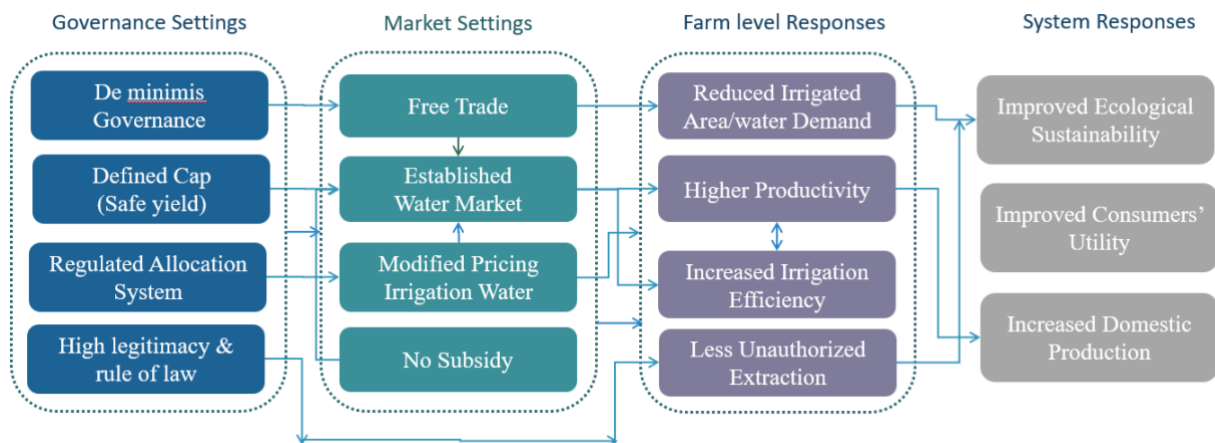 Governance Settings
Market Settings
Farm level Responses
System Responses
De minimis
Governance
Free Trade
Reduced Irrigated
Area/water Demand
Improved Ecological
Sustainability
Defined Cap
(Safe yield)
Established
Water Market
Higher Productivity
Improved Consumers’
Utility
Regulated Allocation
System
Modified Pricing
Irrigation Water
Increased Irrigation
Efficiency
Increased Domestic
Production
High legitimacy &
rule of law
No Subsidy
Less Unauthorized
Extraction